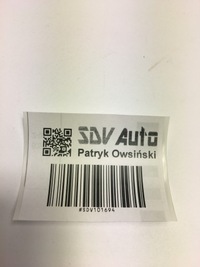 SDV Auto
Patryk Owsiński
#SDV101694